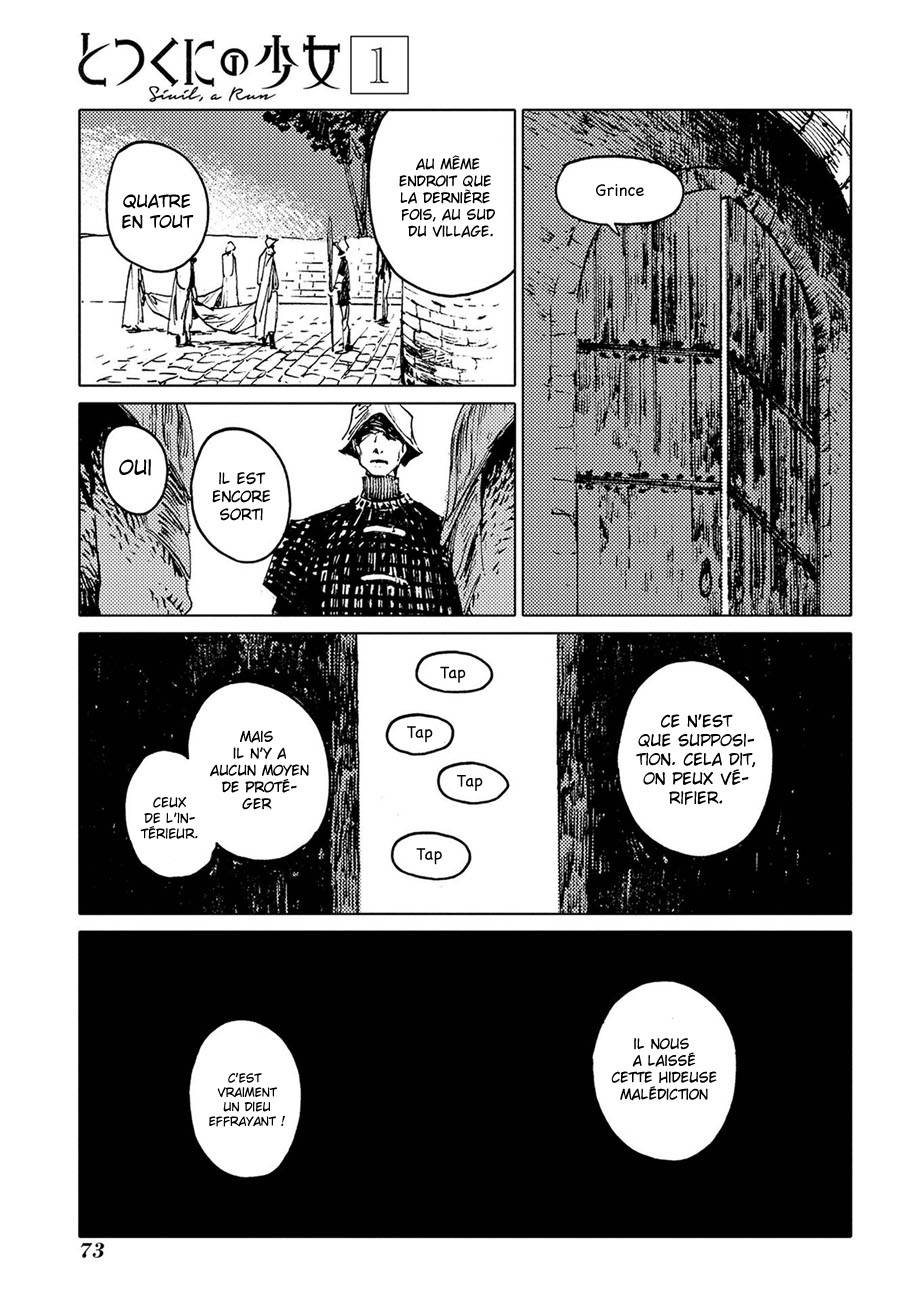 とつくにの少女 1
Siúil, a Run
Grince
AU MÊME
ENDROIT QUE
LA DERNIÈRE
FOIS, AU SUD
DU VILLAGE.
QUATRE
EN TOUT
IL EST
ENCORE
SORTI
OUI
CE N'EST
QUE SUPPOSI-
TION. CELA DIT,
ON PEUX VÉ-
RIFIER.
Tap
Tap
Tap
Tap
MAIS
IL N'Y A
AUCUN MOYEN
DE PROTÉ-
GER
CEUX
DE L'IN-
TÉRIEUR.
IL NOUS
A LAISSÉ
CETTE HIDEUSE
MALÉDICTION
C'EST
VRAIMENT
UN DIEU
EFFRAYANT !
73